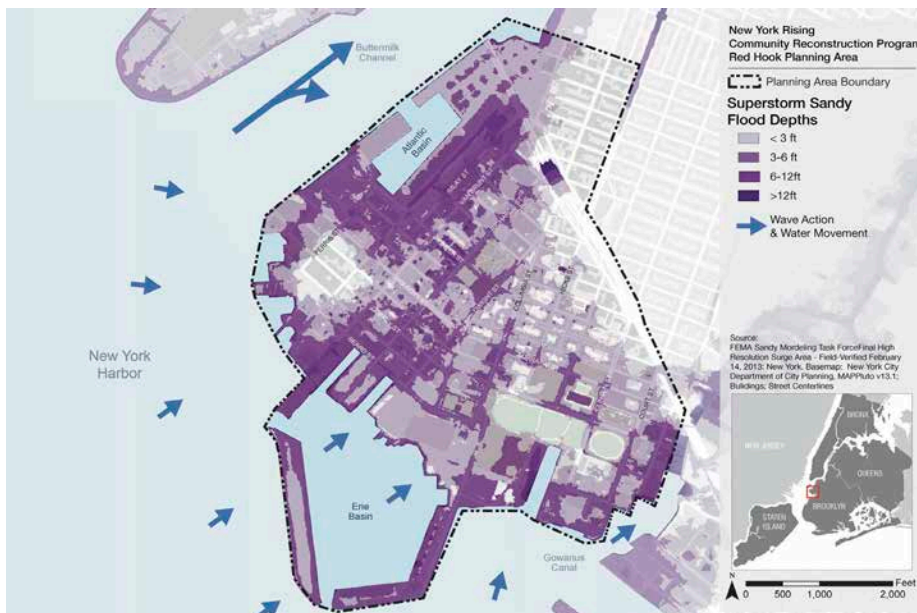 New York Rising
Community Reconstruction Program
Red Hook Planning Area
Planning Area Boundary
Superstorm Sandy
Flood Depths
< 3 ft
3-6 ft
6-12ft
>12ft
Wave Action
& Water Movement
Buttermilk
Channel
Atlantic
Basin
New York
Harbor
Erie
Basin
Gowanus
Canal
Source:
FEMA Sandy Mordeling Task ForceFinal High
Resolution Surge Area - Field-Verified February
14, 2013: New York. Basemap: New York City
Department of City Planning, MAPPluto v13.1;
Buildings; Street Centerlines
NEW JERSEY
BRONX
QUEENS
BROOKLYN
STATEN
ISLAND
N
Feet
0 500 1,000 2,000